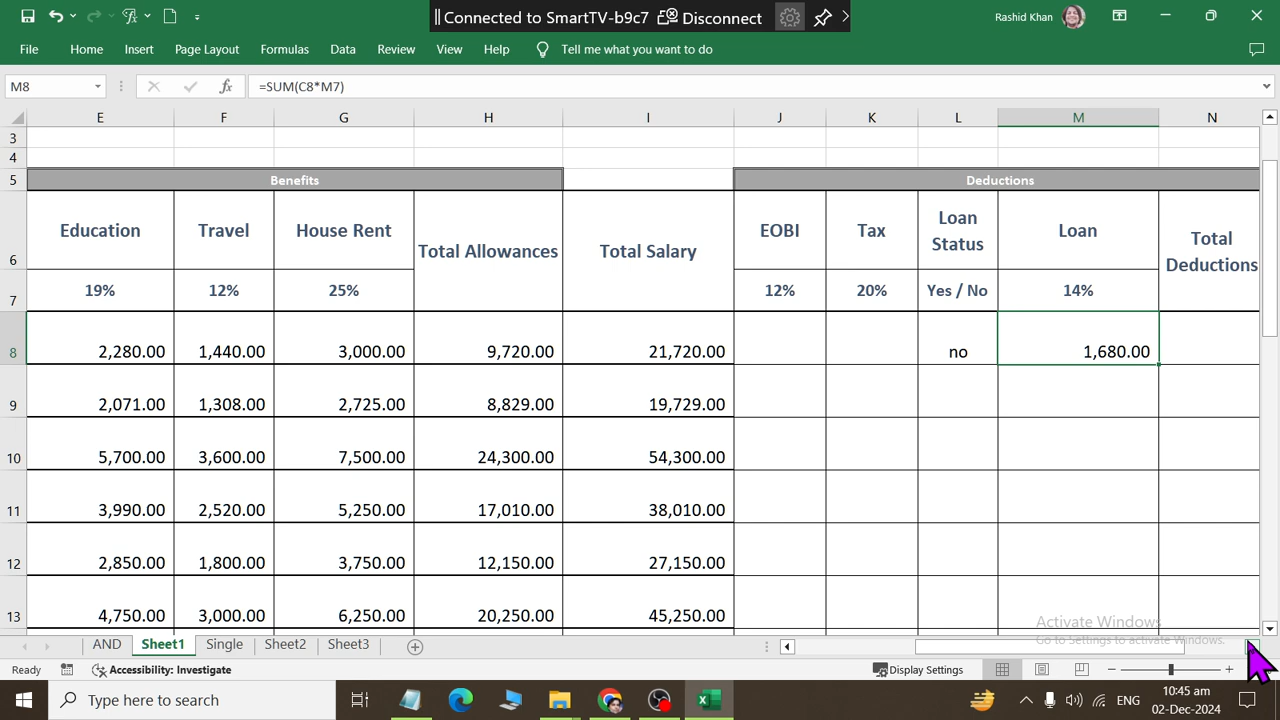 Connected to SmartTV-b9c7 Disconnect
Rashid Khan
File Home Insert Page Layout Formulas Data Review View Help Tell me what you want to do
M8 fx =SUM(C8*M7)
E F G H I J K L M N
3
4
5 Benefits Deductions
6 Education Travel House Rent Total Allowances Total Salary EOBI Tax Loan Status Loan Total Deductions
7 19% 12% 25% 12% 20% Yes / No 14%
8 2,280.00 1,440.00 3,000.00 9,720.00 21,720.00 no 1,680.00
9 2,071.00 1,308.00 2,725.00 8,829.00 19,729.00
10 5,700.00 3,600.00 7,500.00 24,300.00 54,300.00
11 3,990.00 2,520.00 5,250.00 17,010.00 38,010.00
12 2,850.00 1,800.00 3,750.00 12,150.00 27,150.00
13 4,750.00 3,000.00 6,250.00 20,250.00 45,250.00
Activate Windows
Go to Settings to activate Windows.
AND Sheet1 Single Sheet2 Sheet3
Ready Accessibility: Investigate Display Settings
Type here to search
ENG
10:45 am
02-Dec-2024